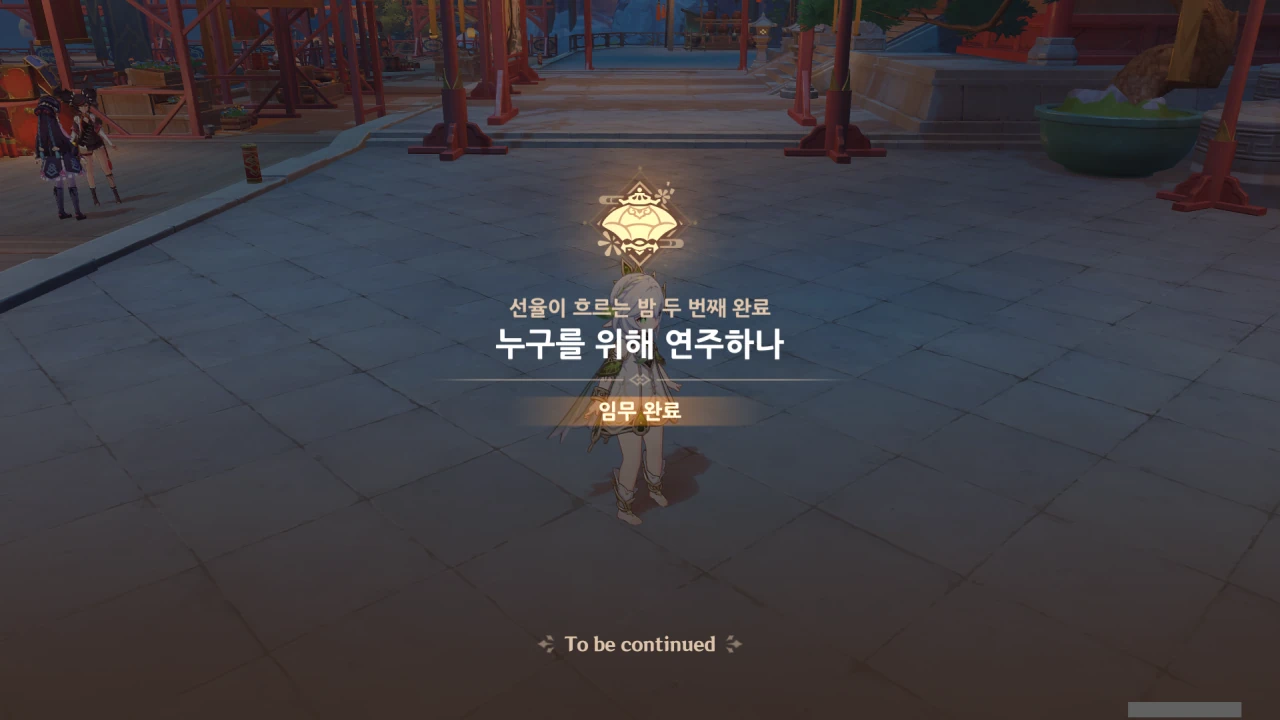 선율이 흐르는 밤 두 번째 완료
누구를 위해 연주하나
임무 완료
To be continued